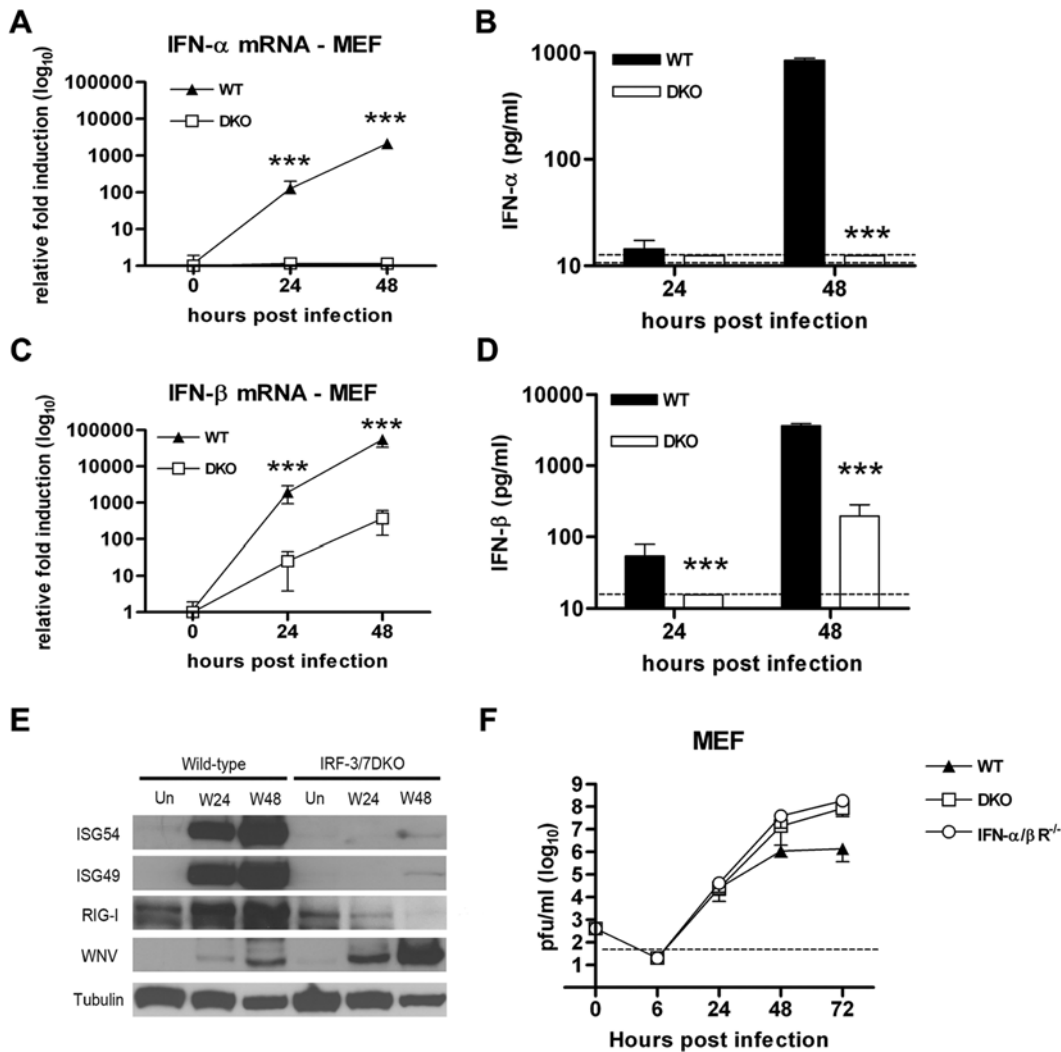 A
IFN-α mRNA - MEF
relative fold induction (log10)
100000
10000
1000
100
10
1
WT
DKO
***
***
0
24
48
hours post infection
B
IFN-α (pg/ml)
1000
100
10
WT
DKO
***
24
48
hours post infection
C
IFN-β mRNA - MEF
relative fold induction (log10)
100000
100000
10000
1000
100
10
1
WT
DKO
***
***
0
24
48
hours post infection
D
IFN-β (pg/ml)
10000
1000
100
10
WT
DKO
***
***
24
48
hours post infection
E
Wild-type
IRF-3/7DKO
Un W24 W48 Un W24 W48
ISG54
ISG49
RIG-I
WNV
Tubulin
F
MEF
pfu/ml (log10)
9
8
7
6
5
4
3
2
1
WT
DKO
IFN-α/β R-/-
0
6
24
48
72
Hours post infection